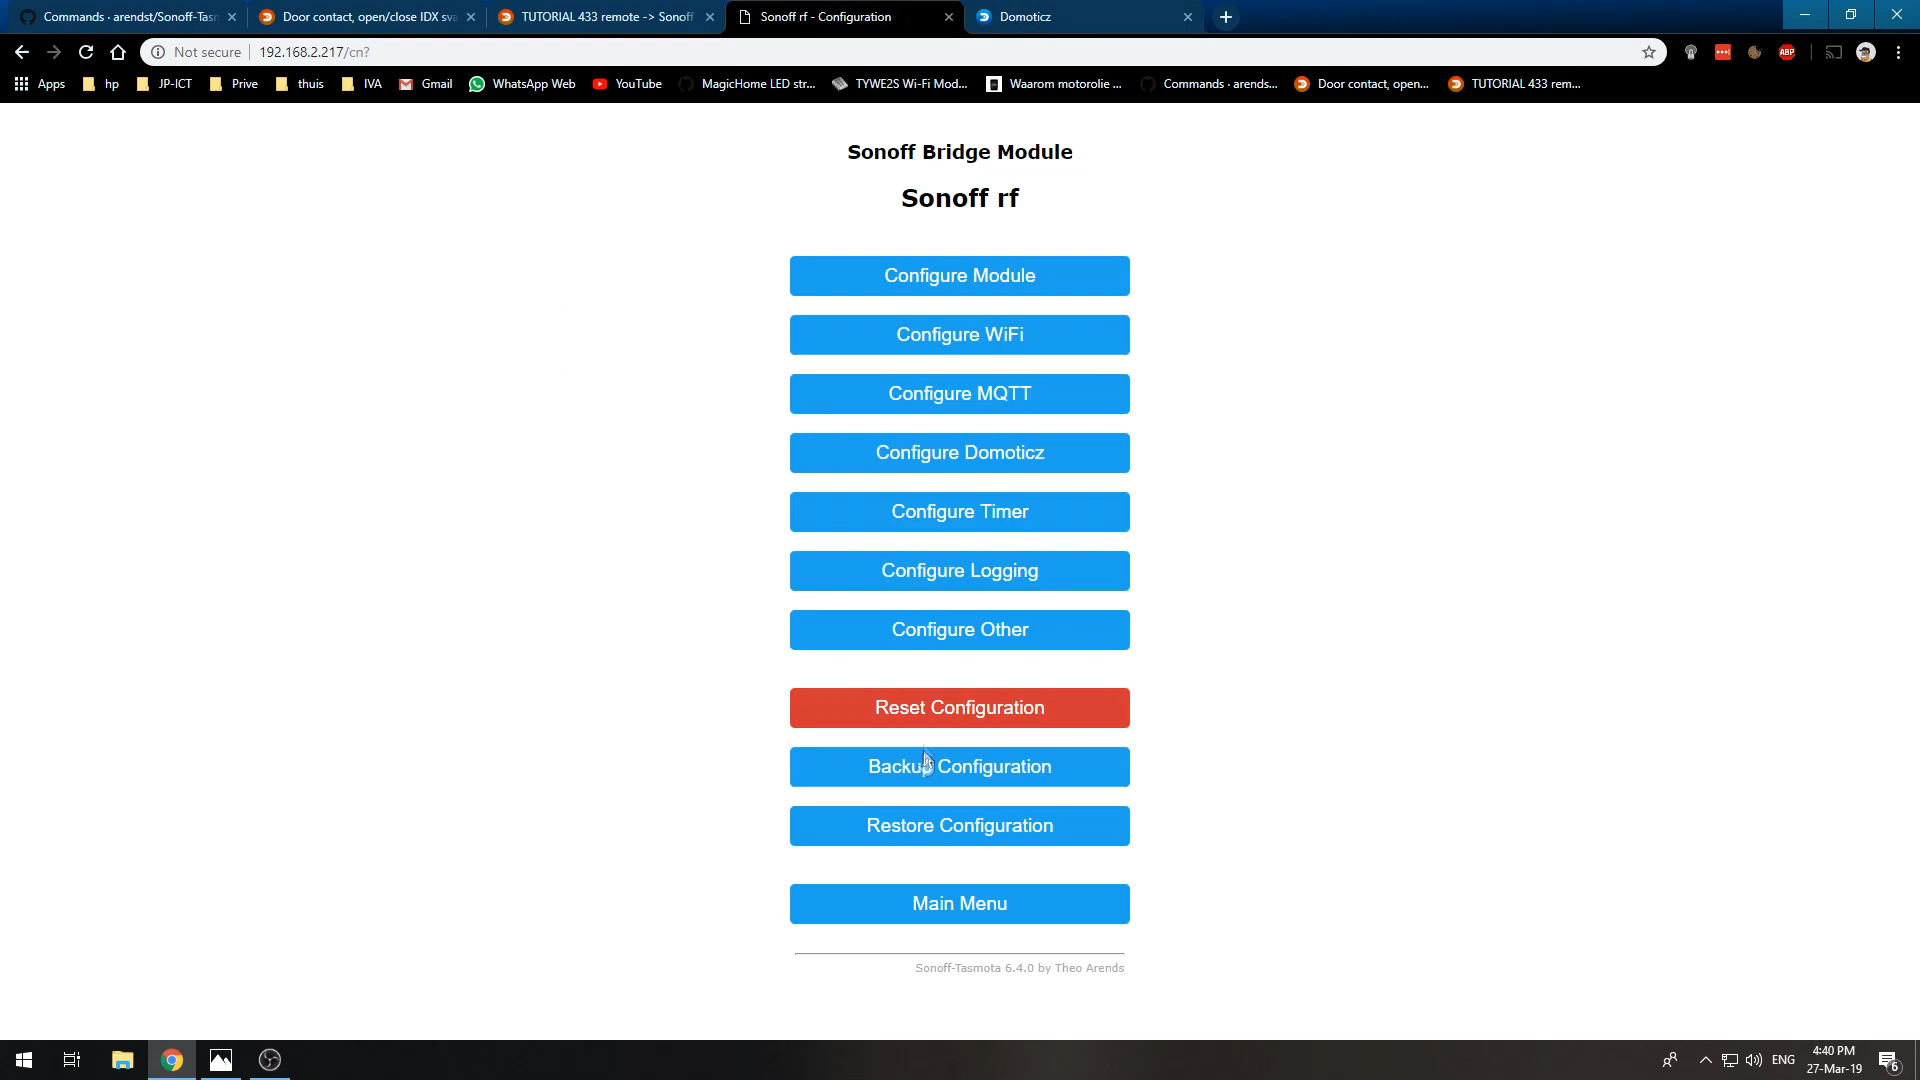 Commands · arendst/Sonoff-Tasm
Door contact, open/close IDX sva
TUTORIAL 433 remote -> Sonoff
Sonoff rf - Configuration
Domoticz
Not secure
192.168.2.217/cn?
ABP
Apps
hp
JP-ICT
Prive
thuis
IVA
Gmail
WhatsApp Web
YouTube
MagicHome LED str...
TYWE2S Wi-Fi Mod...
Waarom motorolie ...
Commands · arends...
Door contact, open...
TUTORIAL 433 rem...
Sonoff Bridge Module
Sonoff rf
Configure Module
Configure WiFi
Configure MQTT
Configure Domoticz
Configure Timer
Configure Logging
Configure Other
Reset Configuration
Backup Configuration
Restore Configuration
Main Menu
Sonoff-Tasmota 6.4.0 by Theo Arends
ENG
4:40 PM
27-Mar-19
6